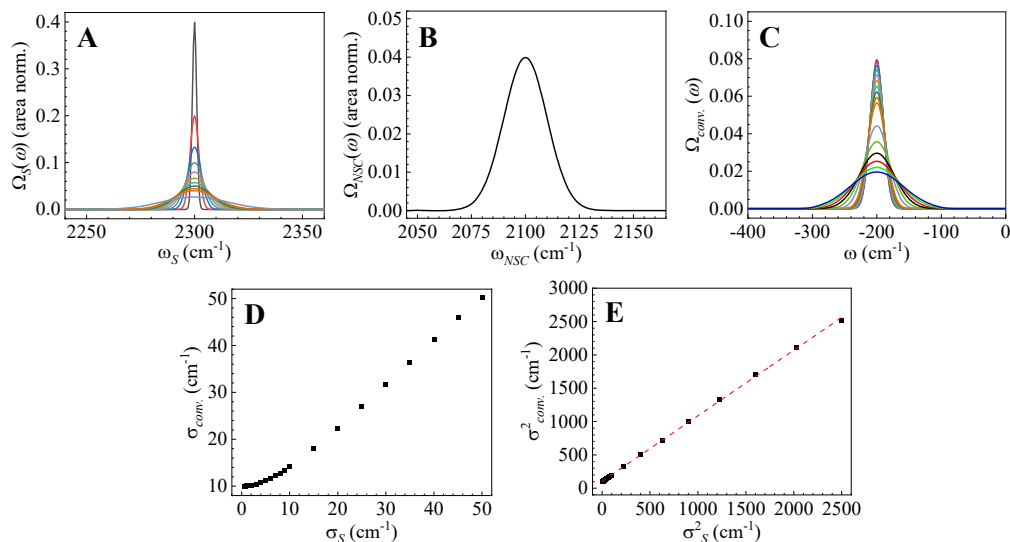 A
Ω_S(ω) (area norm.)
0.4
0.3
0.2
0.1
0.0
2250 2300 2350
ω_S (cm⁻¹)
B
Ω_NSC(ω) (area norm.)
0.05
0.04
0.03
0.02
0.01
0.00
2050 2075 2100 2125 2150
ω_NSC (cm⁻¹)
C
Ω_conv.(ω)
0.10
0.08
0.06
0.04
0.02
0.00
-400 -300 -200 -100 0
ω (cm⁻¹)
D
σ_conv. (cm⁻¹)
50
40
30
20
10
0 10 20 30 40 50
σ_S (cm⁻¹)
E
σ²_conv. (cm⁻¹)
3000
2500
2000
1500
1000
500
0
0 500 1000 1500 2000 2500
σ²_S (cm⁻¹)